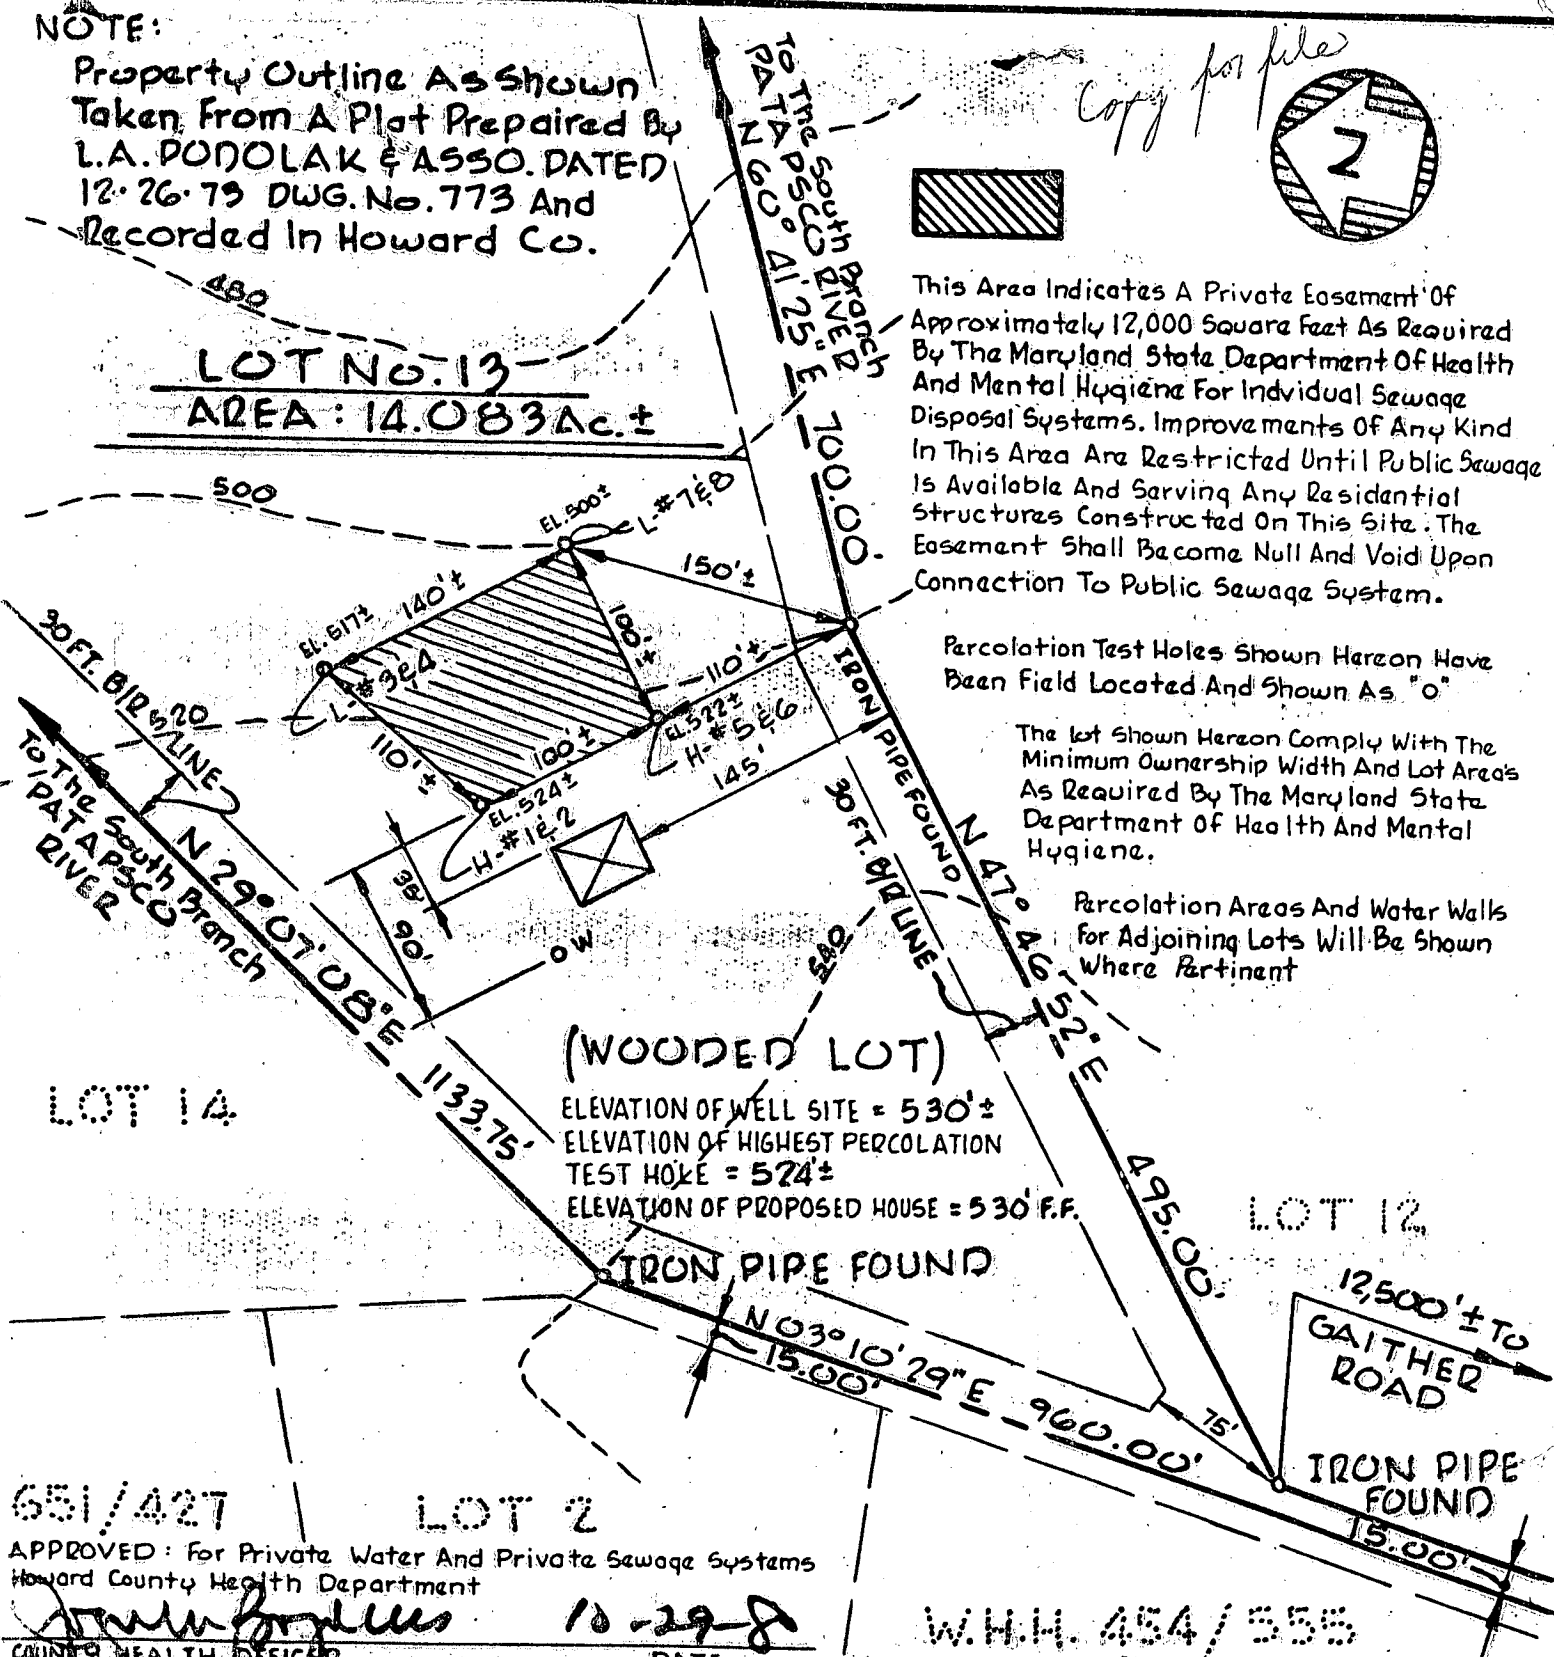 NOTE:
Property Outline As Shown
Taken From A Plat Prepaired By
L.A. PODOLAK & ASSO. DATED
12·26·79 DWG. No. 773 And
Recorded In Howard Co.
Copy for file
2
TO The South Branch
PATAPSCO RIVER
N 60° 41' 25" E 700.00'
This Area Indicates A Private Easement Of
Approximately 12,000 Square Feet As Required
By The Maryland State Department Of Health
And Mental Hygiene For Indvidual Sewage
Disposal Systems. Improvements Of Any Kind
In This Area Are Restricted Until Public Sewage
Is Available And Serving Any Residential
Structures Constructed On This Site. The
Easement Shall Become Null And Void Upon
Connection To Public Sewage System.
480
LOT No. 13
AREA: 14.083 Ac. ±
500
EL. 500±
L-#7&8
150'±
140'±
EL. 517±
L-#3&4
100'±
110'±
IRON PIPE FOUND
Percolation Test Holes Shown Hereon Have
Been Field Located And Shown As "o"
The lot Shown Hereon Comply With The
Minimum Ownership Width And Lot Area's
As Required By The Maryland State
Department Of Health And Mental
Hygiene.
Percolation Areas And Water Wells
For Adjoining Lots Will Be Shown
Where Pertinent
30 FT. B/R LINE
520
110'±
100'±
EL. 522±
H-#5&6
145'
EL. 524±
H-#1&2
TO The South Branch
PATAPSCO
RIVER
N 29° 07' 08" E 1133.75'
90'
O W
540
30 FT. B/R LINE
N 47° 46' 52" E 495.00'
(WOODED LOT)
ELEVATION OF WELL SITE = 530'±
ELEVATION OF HIGHEST PERCOLATION
TEST HOLE = 524'±
ELEVATION OF PROPOSED HOUSE = 530' F.F.
LOT 14
LOT 12
IRON PIPE FOUND
12,500'± TO
GAITHER
ROAD
N 03° 10' 29" E 960.00'
15.00'
75'
IRON PIPE
FOUND
15.00'
651/427
LOT 2
APPROVED: For Private Water And Private Sewage Systems
Howard County Health Department
10-29-8
COUNTY HEALTH OFFICER
DATE
W.H.H. 454/555